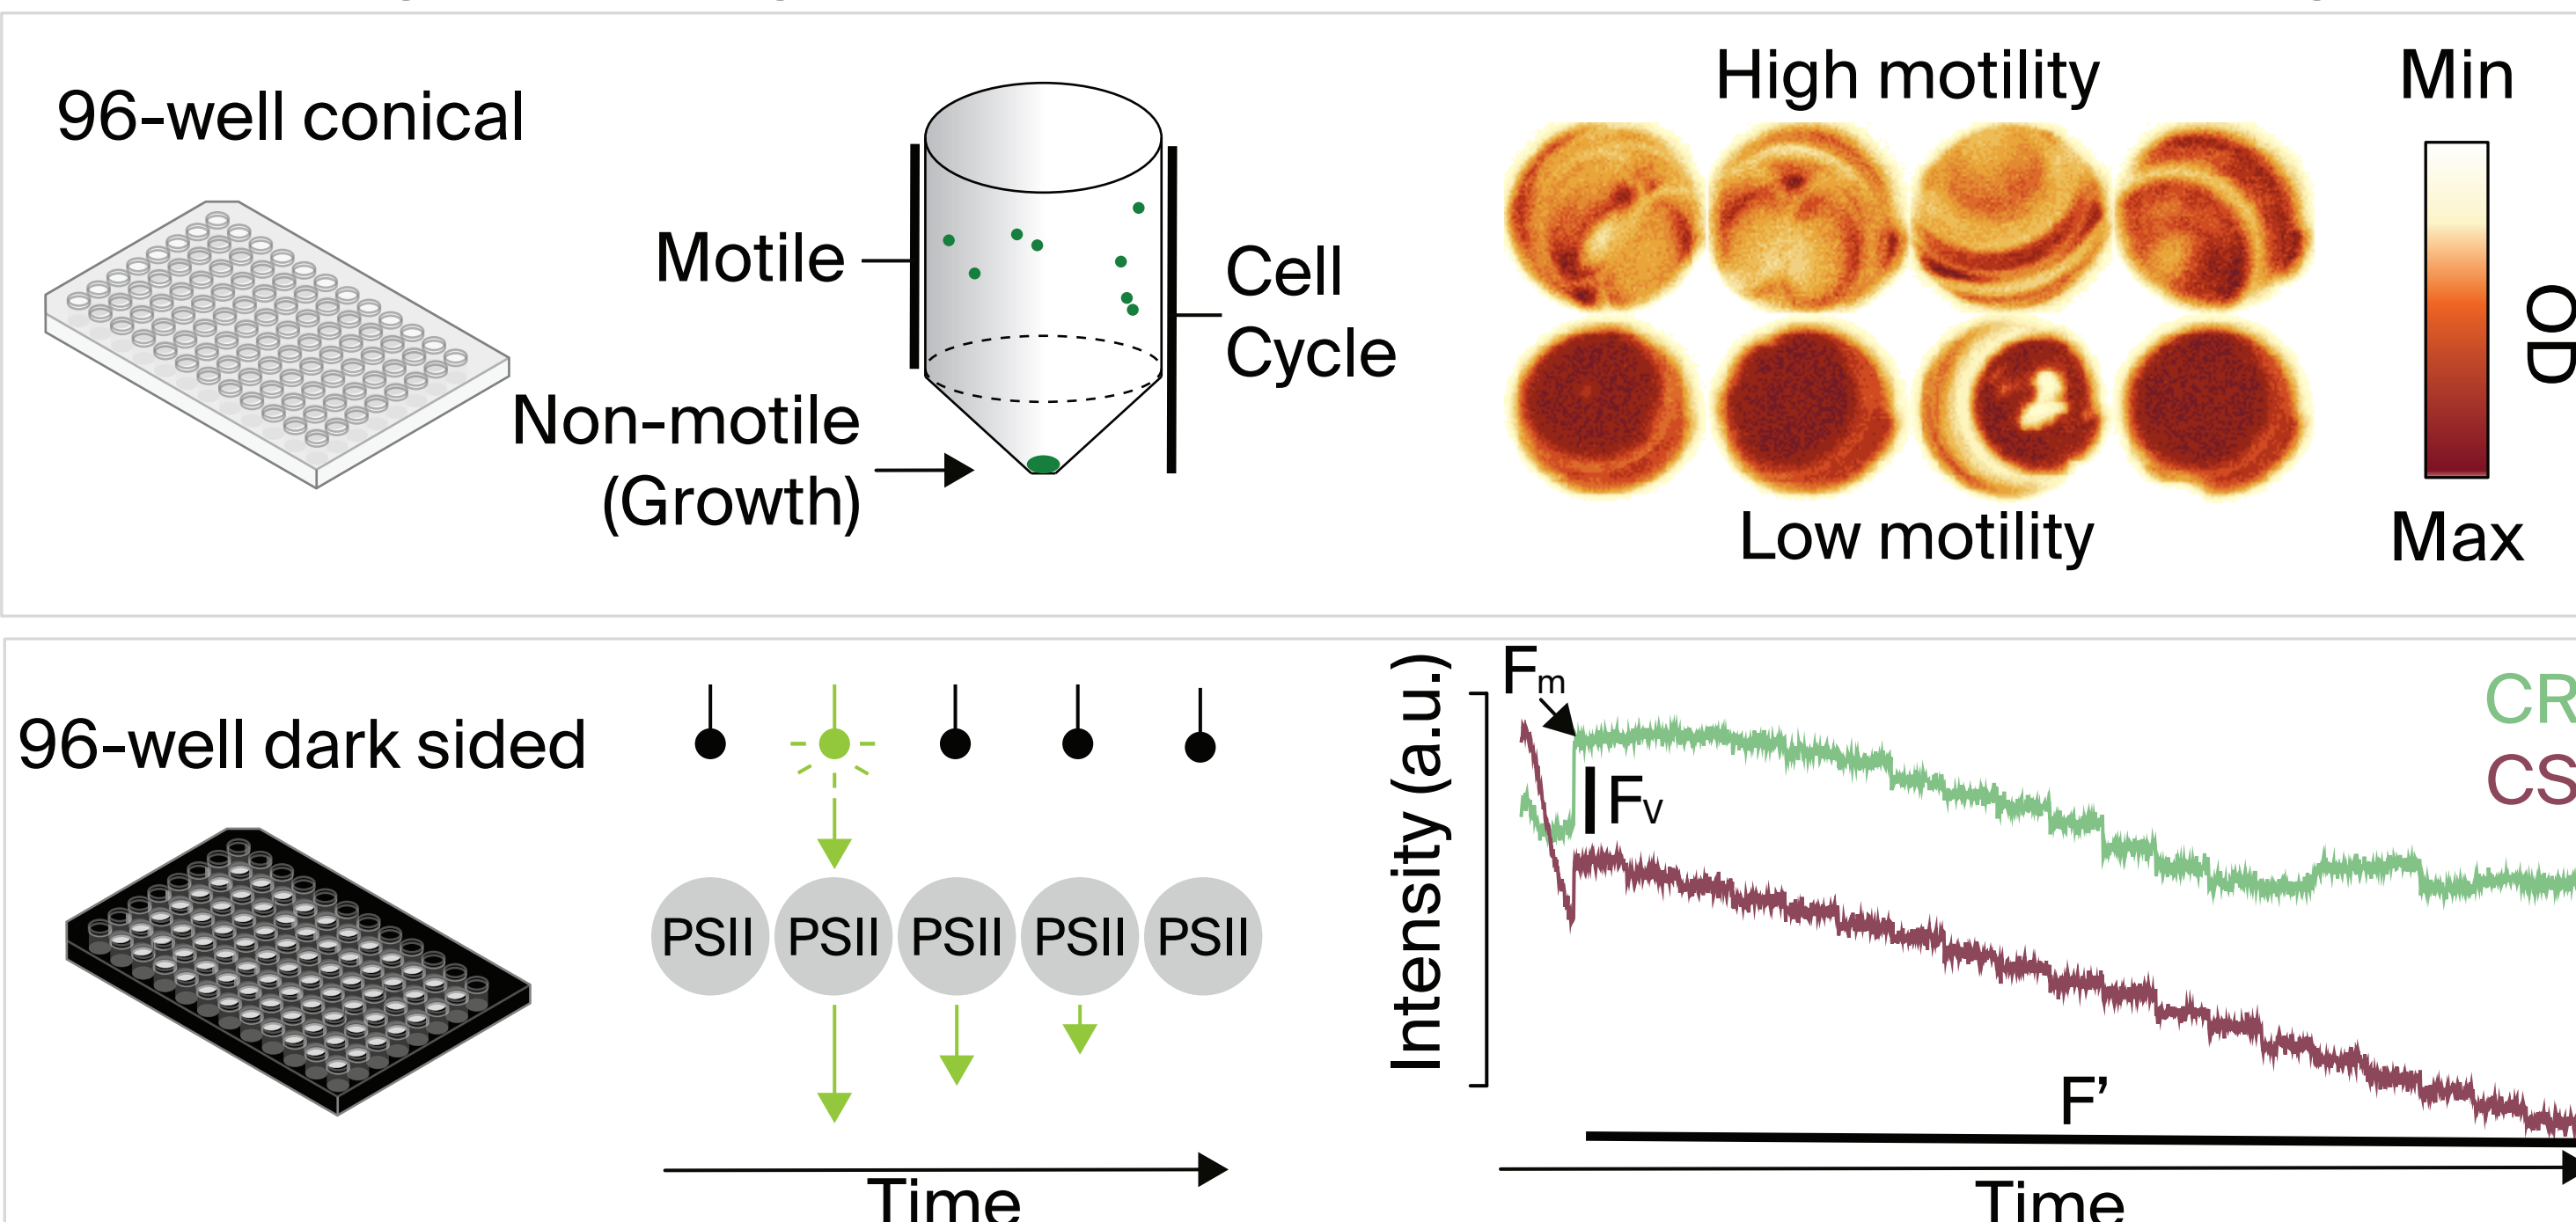 96-well conical
Motile
Non-motile
(Growth)
Cell
Cycle
High motility
Low motility
Min
OD
Max
96-well dark sided
PSII PSII PSII PSII PSII
Time
Intensity (a.u.)
Fm
Fv
CR
CS
F’
Time